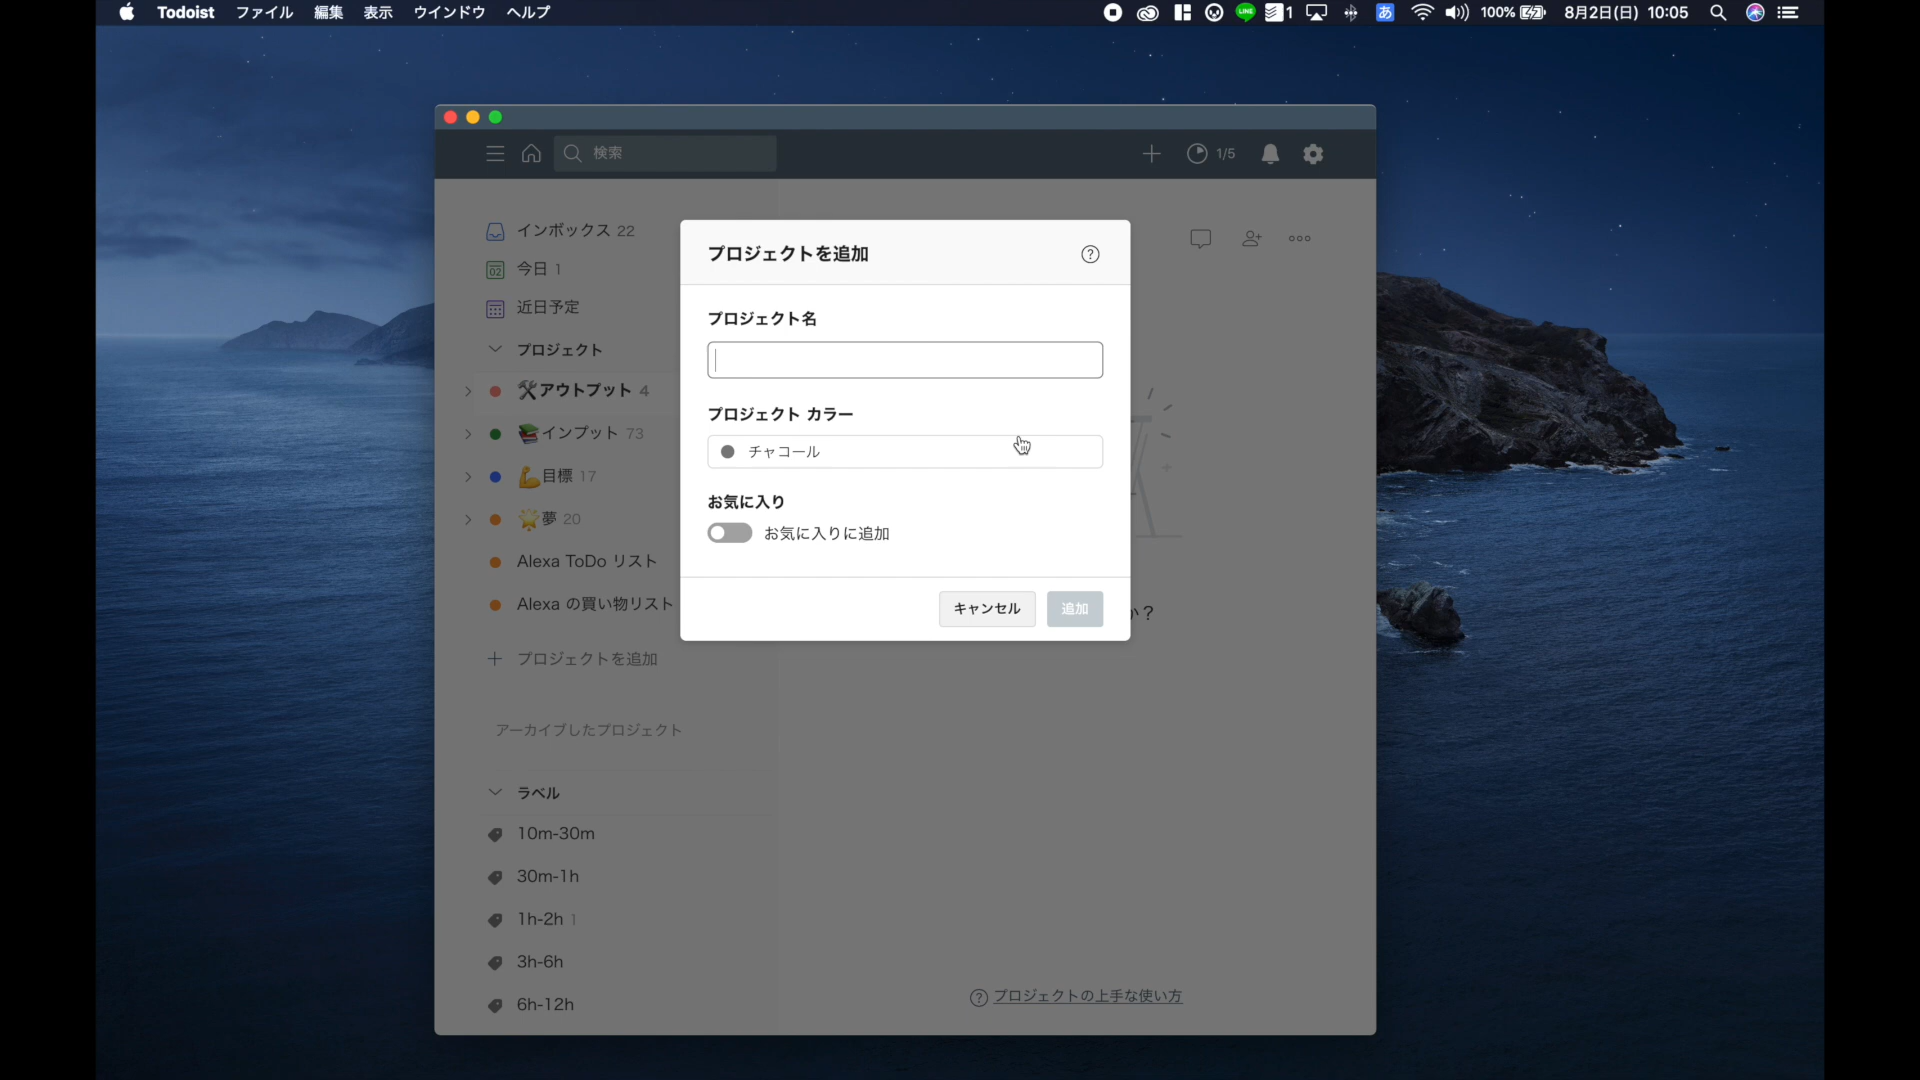 Todoist ファイル 編集 表示 ウインドウ ヘルプ
LINE 1 あ 100% 8月2日(日) 10:05
検索
1/5
インボックス 22
02 今日 1
近日予定
プロジェクト
🛠アウトプット 4
📚インプット 73
💪目標 17
🌟夢 20
Alexa ToDo リスト
Alexa の買い物リスト
プロジェクトを追加
アーカイブしたプロジェクト
ラベル
10m-30m
30m-1h
1h-2h 1
3h-6h
6h-12h
プロジェクトを追加
?
プロジェクト名
プロジェクト カラー
チャコール
お気に入り
お気に入りに追加
キャンセル 追加
か？
? プロジェクトの上手な使い方